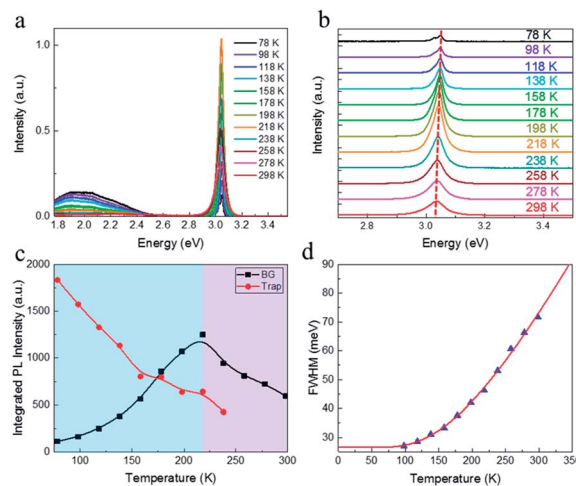 a
Intensity (a.u.)
1.0
0.5
0.0
1.8
2.0
2.2
2.4
2.6
2.8
3.0
3.2
3.4
Energy (eV)
78 K
98 K
118 K
138 K
158 K
178 K
198 K
218 K
238 K
258 K
278 K
298 K
b
Intensity (a.u.)
78 K
98 K
118 K
138 K
158 K
178 K
198 K
218 K
238 K
258 K
278 K
298 K
2.8
3.0
3.2
3.4
Energy (eV)
c
Integrated PL Intensity (a.u.)
2000
1750
1500
1250
1000
750
500
250
0
100
150
200
250
300
Temperature (K)
BG
Trap
d
FWHM (meV)
90
80
70
60
50
40
30
0
50
100
150
200
250
300
350
Temperature (K)